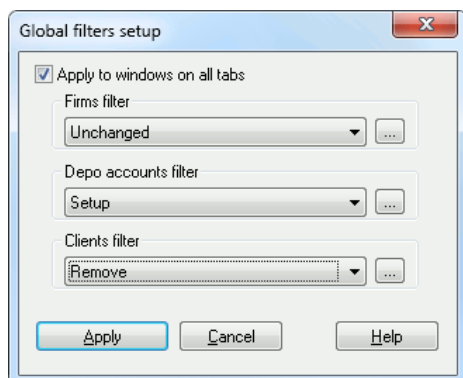 Global filters setup
Apply to windows on all tabs
Firms filter
Unchanged
...
Depo accounts filter
Setup
...
Clients filter
Remove
...
Apply
Cancel
Help